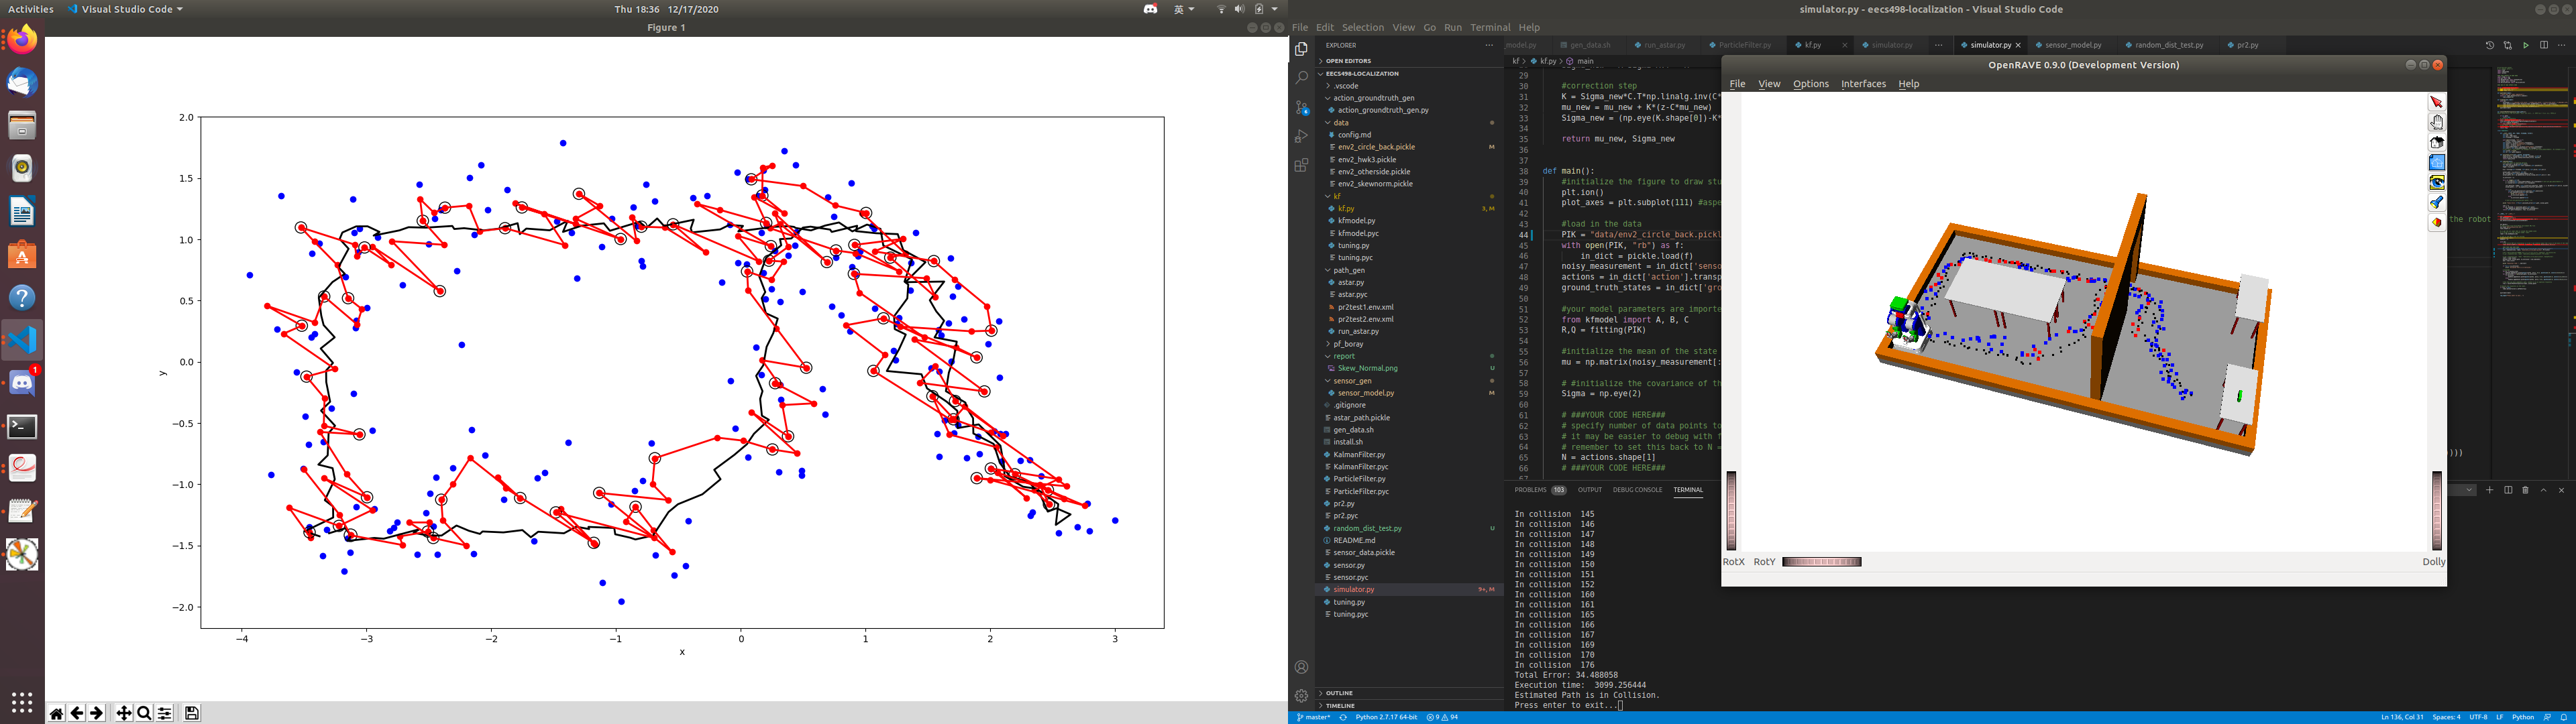 Activities
Visual Studio Code
Thu 18:36 12/17/2020
英
Figure 1
2.0
1.5
1.0
0.5
0.0
−0.5
−1.0
−1.5
−2.0
−4
−3
−2
−1
0
1
2
3
x
y
1
simulator.py - eecs498-localization - Visual Studio Code
File Edit Selection View Go Run Terminal Help
EXPLORER
OPEN EDITORS
EECS498-LOCALIZATION
.vscode
action_groundtruth_gen
action_groundtruth_gen.py
data
config.md
env2_circle_back.pickle M
env2_hwk3.pickle
env2_otherside.pickle
env2_skewnorm.pickle
kf
kf.py 3, M
kfmodel.py
kfmodel.pyc
tuning.py
tuning.pyc
path_gen
astar.py
astar.pyc
pr2test1.env.xml
pr2test2.env.xml
run_astar.py
pf_boray
report
Skew_Normal.png U
sensor_gen
sensor_model.py M
.gitignore
astar_path.pickle
gen_data.sh
install.sh
KalmanFilter.py
KalmanFilter.pyc
ParticleFilter.py
ParticleFilter.pyc
pr2.py
pr2.pyc
random_dist_test.py U
README.md
sensor_data.pickle
sensor.py
sensor.pyc
simulator.py 9+, M
tuning.py
tuning.pyc
OUTLINE
TIMELINE
_model.py
gen_data.sh
run_astar.py
ParticleFilter.py
kf.py
simulator.py
simulator.py
sensor_model.py
random_dist_test.py
pr2.py
kf > kf.py > main
29
30 #correction step
31 K = Sigma_new*C.T*np.linalg.inv(C*
32 mu_new = mu_new + K*(z-C*mu_new)
33 Sigma_new = (np.eye(K.shape[0])-K*
34
35 return mu_new, Sigma_new
36
37
38 def main():
39 #initialize the figure to draw stu
40 plt.ion()
41 plot_axes = plt.subplot(111) #aspe
42
43 #load in the data
44 PIK = "data/env2_circle_back.pickl
45 with open(PIK, "rb") as f:
46 in_dict = pickle.load(f)
47 noisy_measurement = in_dict['senso
48 actions = in_dict['action'].transp
49 ground_truth_states = in_dict['gro
50
51 #your model parameters are importe
52 from kfmodel import A, B, C
53 R,Q = fitting(PIK)
54
55 #initialize the mean of the state
56 mu = np.matrix(noisy_measurement[:
57
58 # #initialize the covariance of th
59 Sigma = np.eye(2)
60
61 # ###YOUR CODE HERE###
62 # specify number of data points to
63 # it may be easier to debug with f
64 # remember to set this back to N =
65 N = actions.shape[1]
66 # ###YOUR CODE HERE###
67
the robot
))))
OpenRAVE 0.9.0 (Development Version)
File View Options Interfaces Help
RotX RotY
Dolly
PROBLEMS 103 OUTPUT DEBUG CONSOLE TERMINAL
In collision 145
In collision 146
In collision 147
In collision 148
In collision 149
In collision 150
In collision 151
In collision 152
In collision 160
In collision 161
In collision 165
In collision 166
In collision 167
In collision 169
In collision 170
In collision 176
Total Error: 34.488058
Execution time: 3099.256444
Estimated Path is in Collision.
Press enter to exit...
master* Python 2.7.17 64-bit 9 94
Ln 136, Col 31 Spaces: 4 UTF-8 LF Python